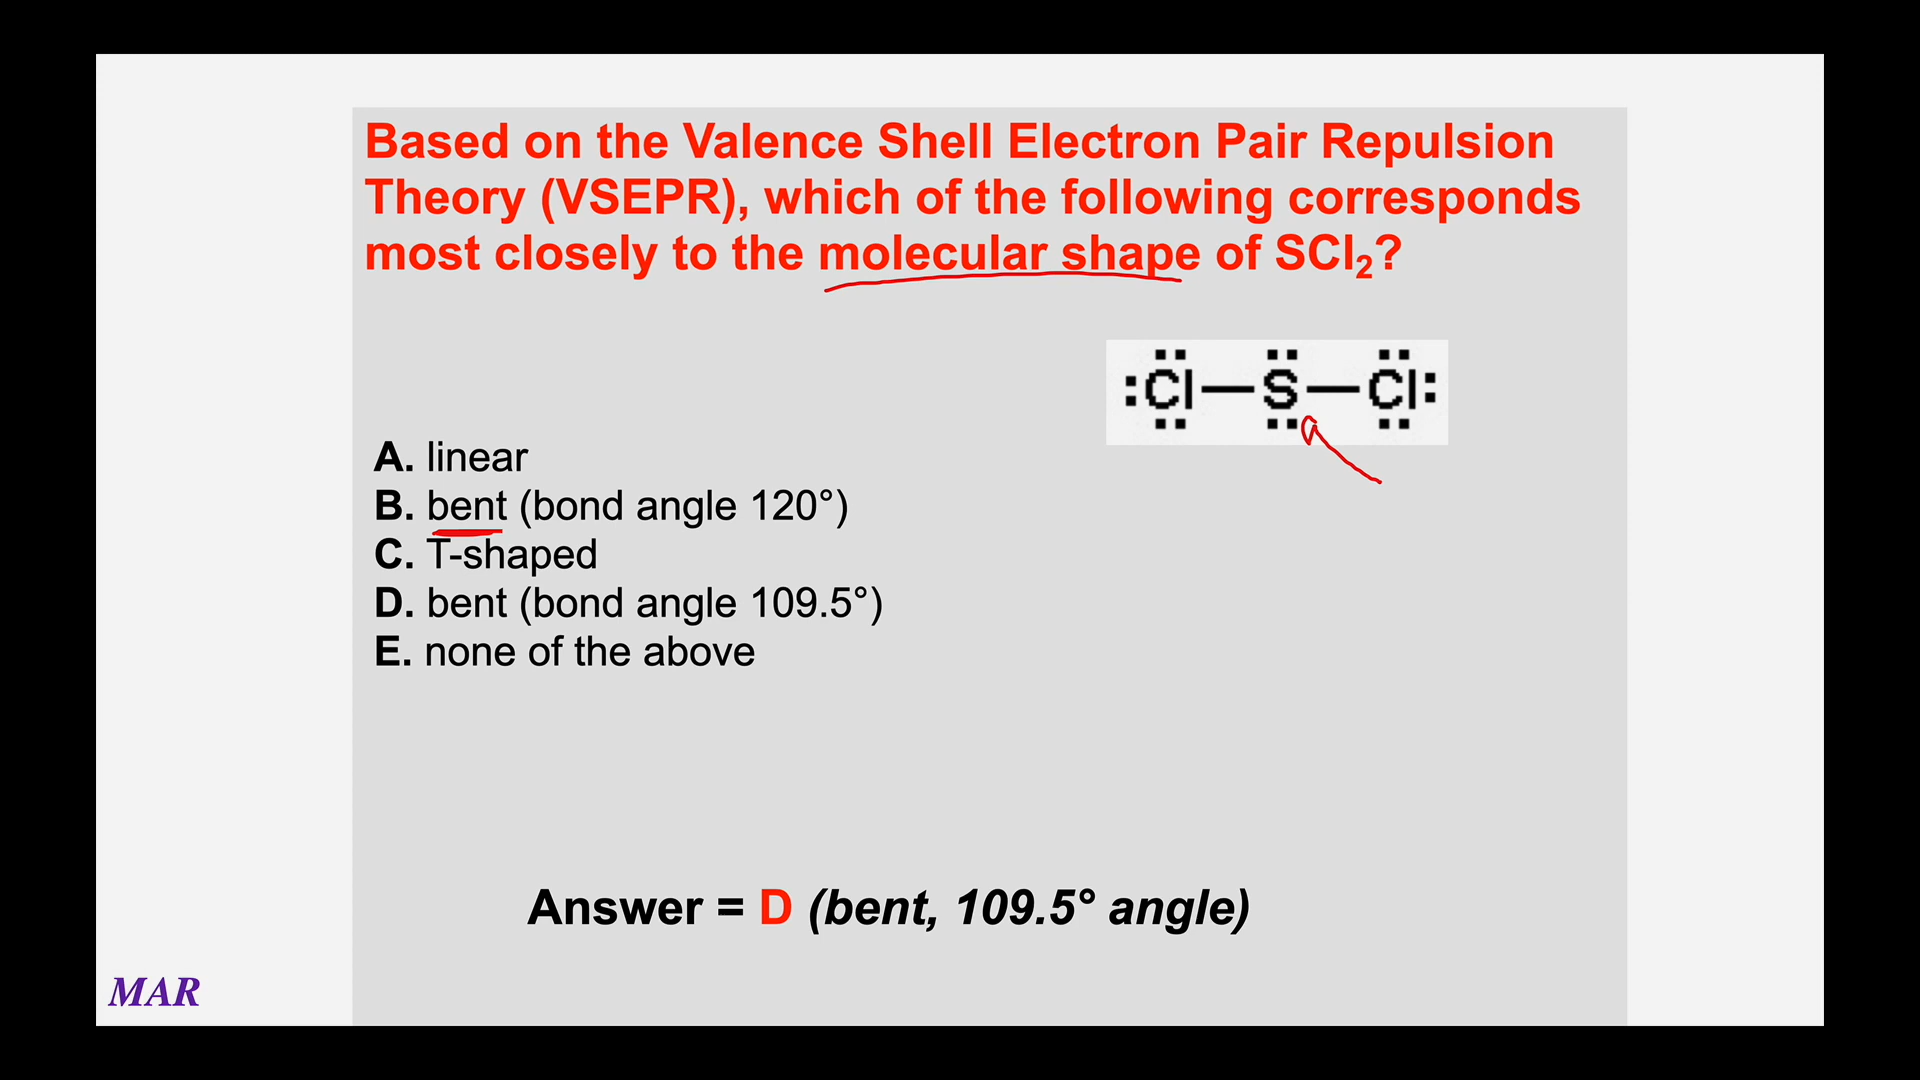 Based on the Valence Shell Electron Pair Repulsion
Theory (VSEPR), which of the following corresponds
most closely to the molecular shape of SCl₂?
:Cl—S—Cl:
A. linear
B. bent (bond angle 120°)
C. T-shaped
D. bent (bond angle 109.5°)
E. none of the above
Answer = D (bent, 109.5° angle)
MAR